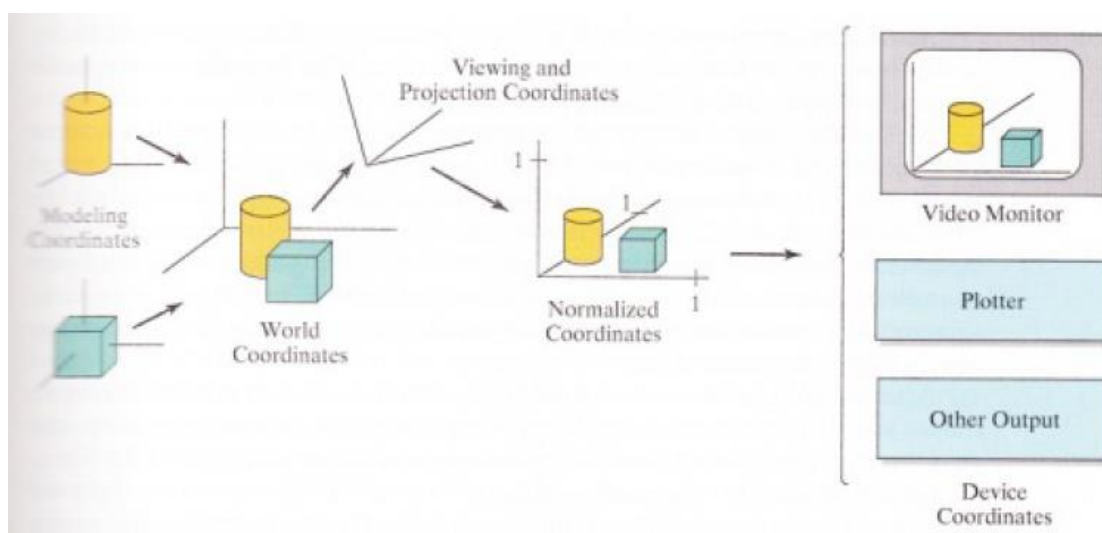 Viewing and
Projection Coordinates
Modeling
Coordinates
World
Coordinates
1
1
1
Normalized
Coordinates
Video Monitor
Plotter
Other Output
Device
Coordinates